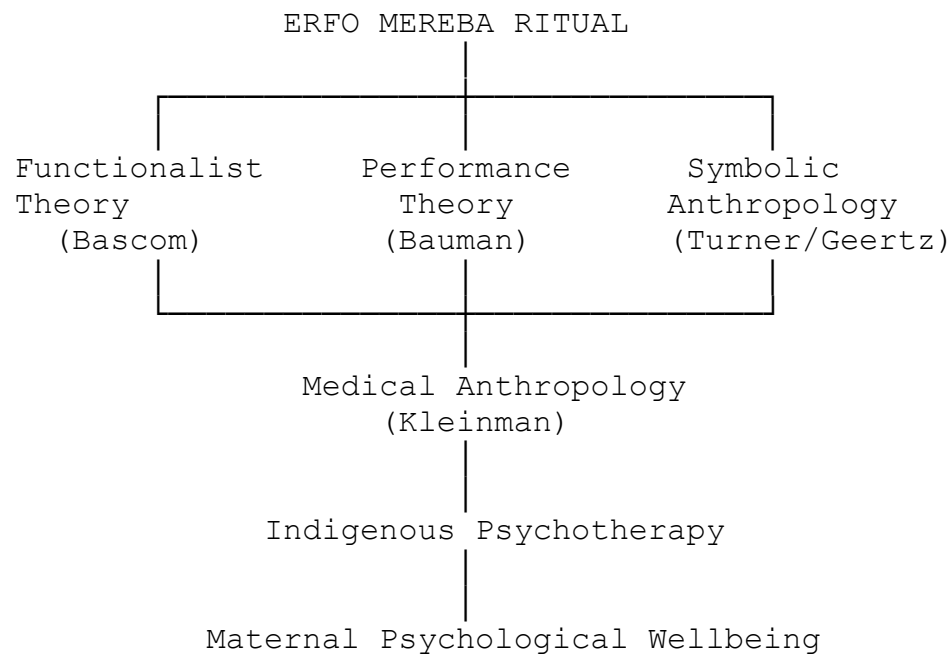 ERFO MEREBA RITUAL
Functionalist Performance Symbolic
Theory Theory Anthropology
(Bascom) (Bauman) (Turner/Geertz)
Medical Anthropology
(Kleinman)
Indigenous Psychotherapy
Maternal Psychological Wellbeing